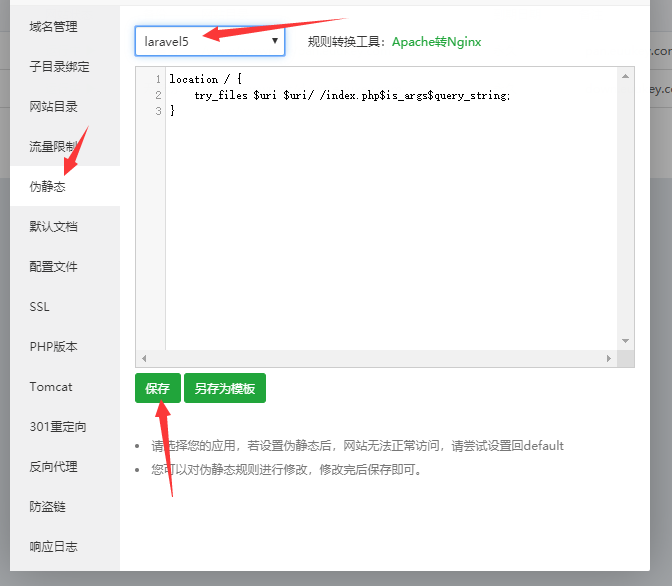 域名管理
子目录绑定
网站目录
流量限制
伪静态
默认文档
配置文件
SSL
PHP版本
Tomcat
301重定向
反向代理
防盗链
响应日志
laravel5
规则转换工具：Apache转Nginx
1 location / {
2 try_files $uri $uri/ /index.php$is_args$query_string;
3 }
保存 另存为模板
请选择您的应用，若设置伪静态后，网站无法正常访问，请尝试设置回default
您可以对伪静态规则进行修改，修改完后保存即可。